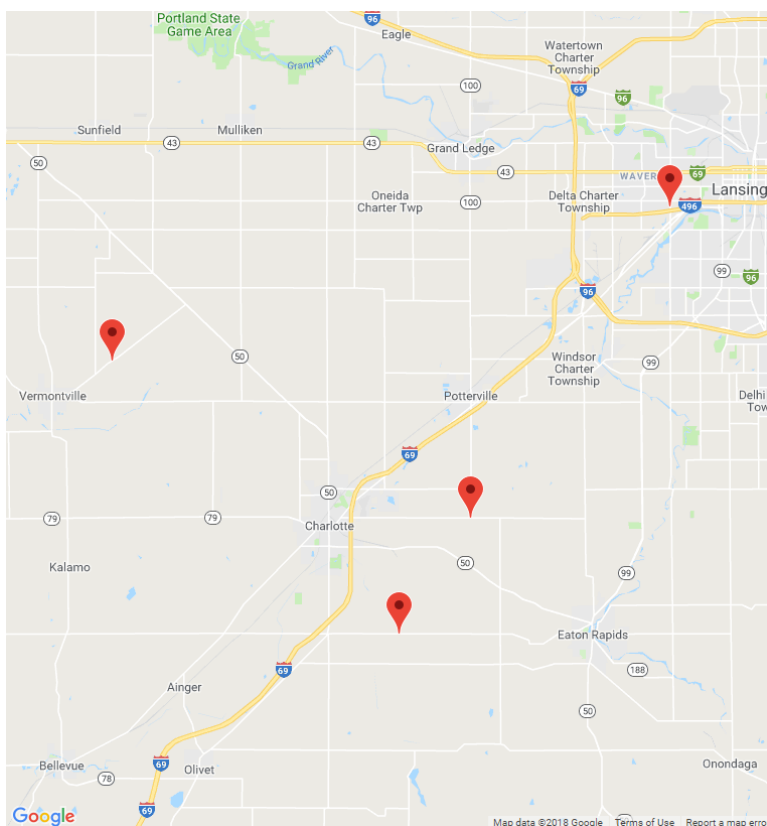 Portland State
Game Area
96
Eagle
Watertown
Charter
Township
Grand River
69
100
96
Sunfield
Mulliken
43
43
Grand Ledge
50
43
WAVER
69
Oneida
Charter Twp
100
Delta Charter
Township
Lansing
496
99
96
96
50
Windsor
Charter
Township
99
Vermontville
Potterville
Delhi
Tow
69
50
79
79
Charlotte
50
Kalamo
99
Eaton Rapids
69
188
Ainger
50
69
Bellevue
78
Olivet
Onondaga
69
Google
Map data ©2018 Google
Terms of Use
Report a map erro